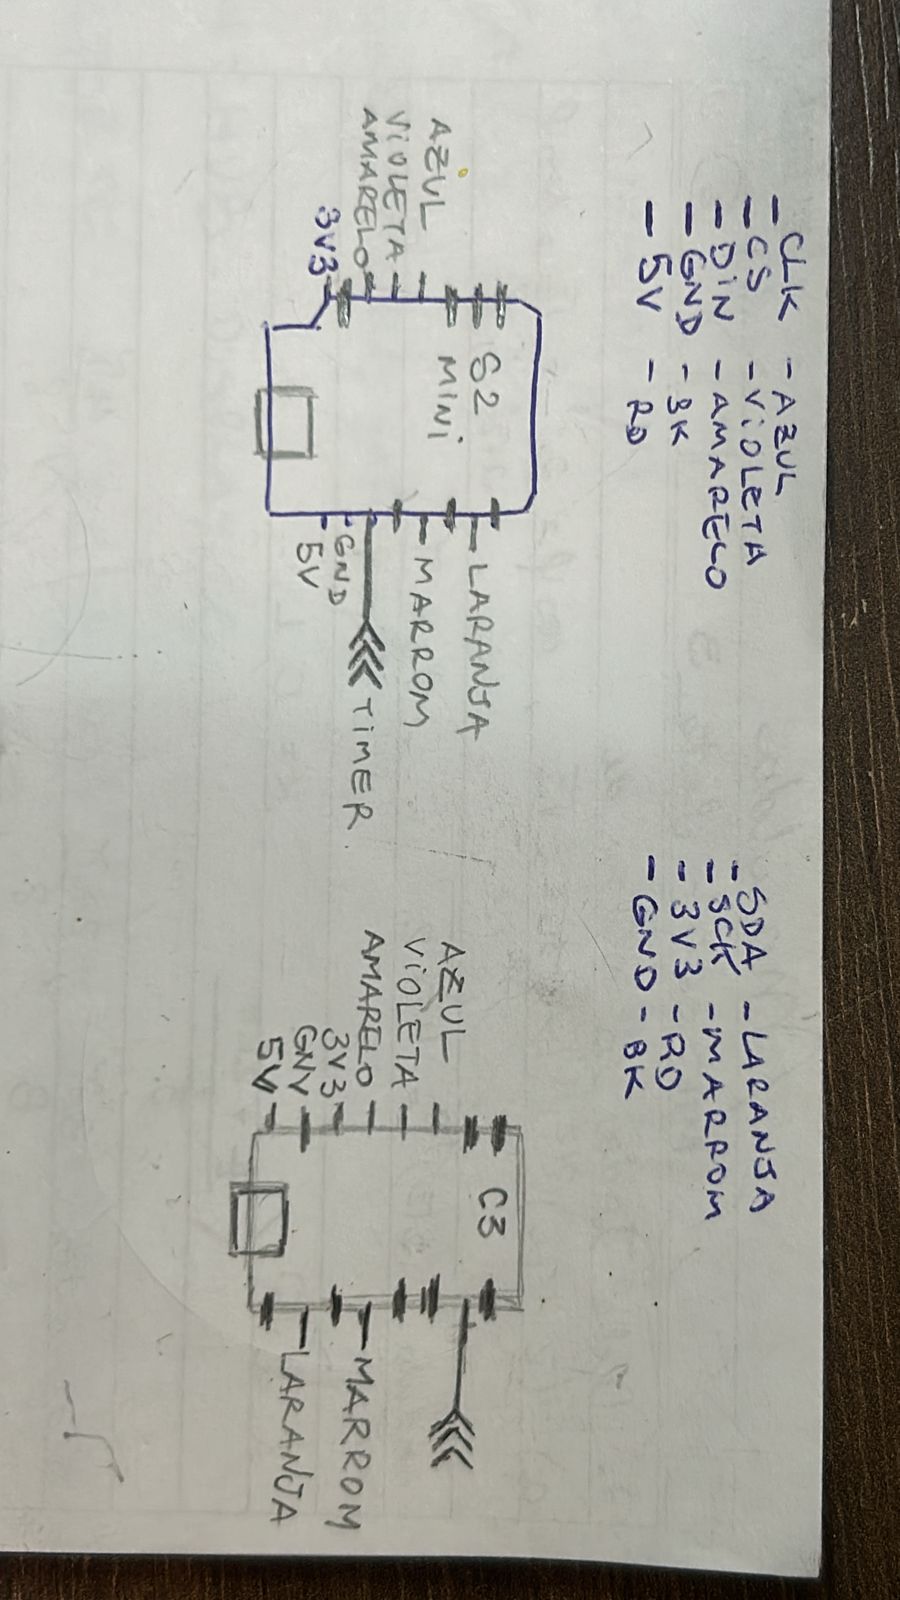 CLK - AZUL
CS - VIOLETA
DIN - AMARELO
GND - BK
5V - RD
SDA - LARANJA
SCK - MARROM
3V3 - RD
GND - BK
S2
MINI
AZUL
VIOLETA
AMARELO
3V3
LARANJA
MARROM
TIMER
GND
5V
C3
AZUL
VIOLETA
AMARELO
3V3
GNV
5V
MARROM
LARANJA